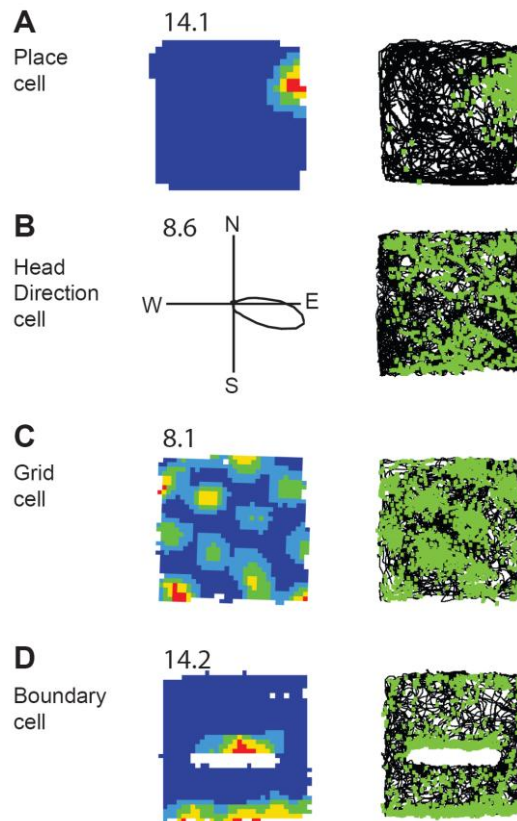 A
14.1
Place
cell
B
8.6
N
Head
Direction
cell
W
E
S
C
8.1
Grid
cell
D
14.2
Boundary
cell